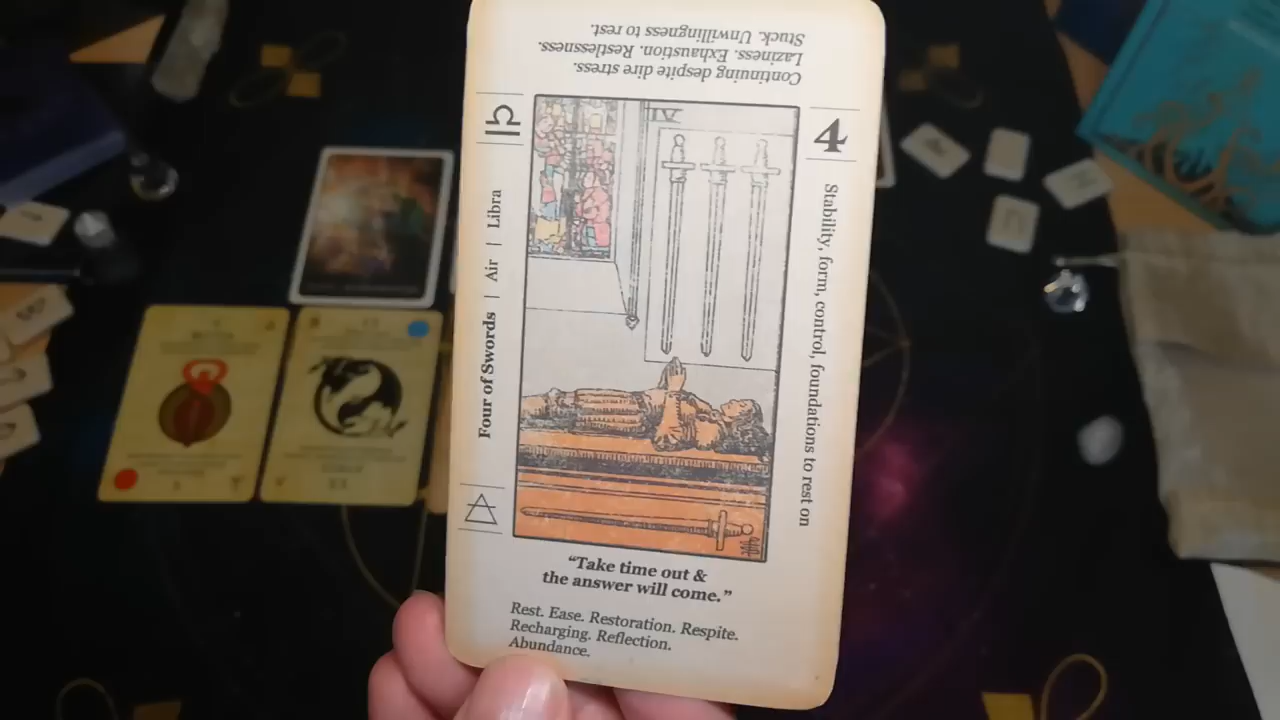 Continuing despite dire stress.
Laziness. Exhaustion. Restlessness.
Stuck. Unwillingness to rest.
4
IV
Four of Swords | Air | Libra
Stability, form, control, foundations to rest on
“Take time out &
the answer will come.”
Rest. Ease. Restoration. Respite.
Recharging. Reflection.
Abundance.